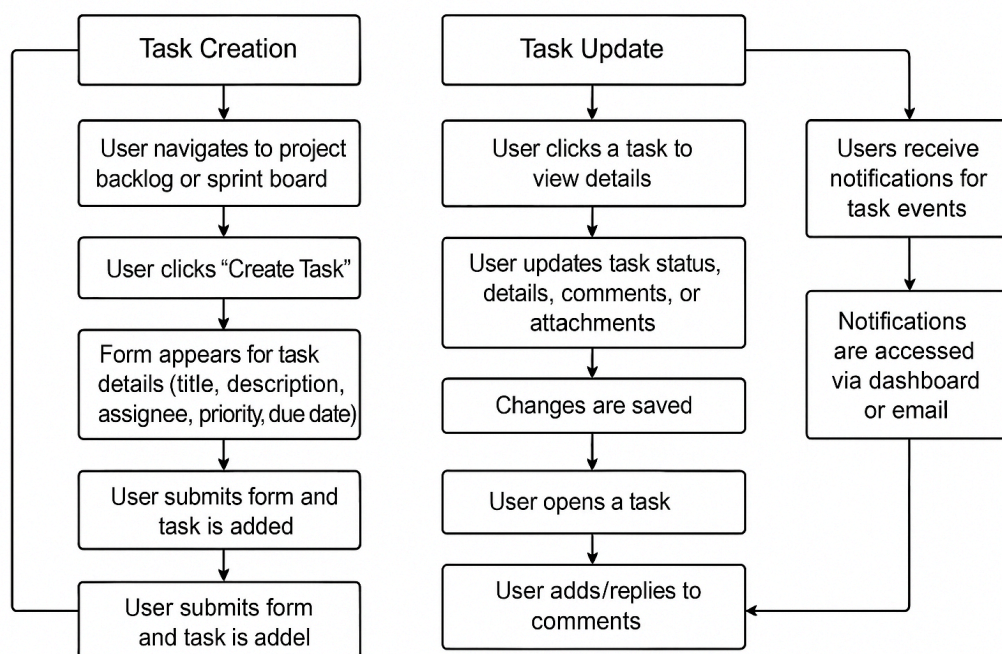 Task Creation
User navigates to project
backlog or sprint board
User clicks “Create Task”
Form appears for task
details (title, description,
assignee, priority, due date)
User submits form and
task is added
User submits form
and task is addel
Task Update
User clicks a task to
view details
User updates task status,
details, comments, or
attachments
Changes are saved
User opens a task
User adds/replies to
comments
Users receive
notifications for
task events
Notifications
are accessed
via dashboard
or email